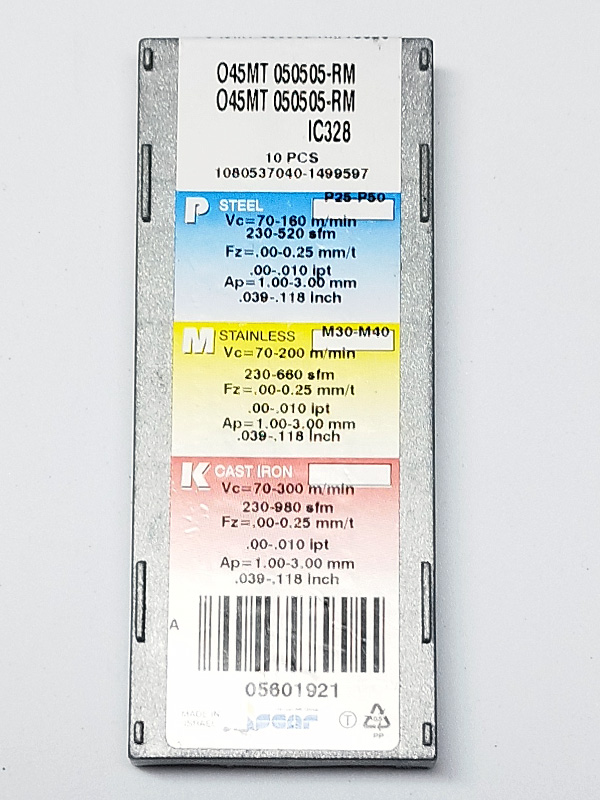 O45MT 050505-RM
O45MT 050505-RM
IC328
10 PCS
1080537040-1499597
P STEEL P25-P50
Vc=70-160 m/min
230-520 sfm
Fz=.00-0.25 mm/t
.00-.010 ipt
Ap=1.00-3.00 mm
.039-.118 Inch
M STAINLESS M30-M40
Vc=70-200 m/min
230-660 sfm
Fz=.00-0.25 mm/t
.00-.010 ipt
Ap=1.00-3.00 mm
.039-.118 Inch
K CAST IRON
Vc=70-300 m/min
230-980 sfm
Fz=.00-0.25 mm/t
.00-.010 ipt
Ap=1.00-3.00 mm
.039-.118 Inch
A
05601921
MADE IN
T
PP